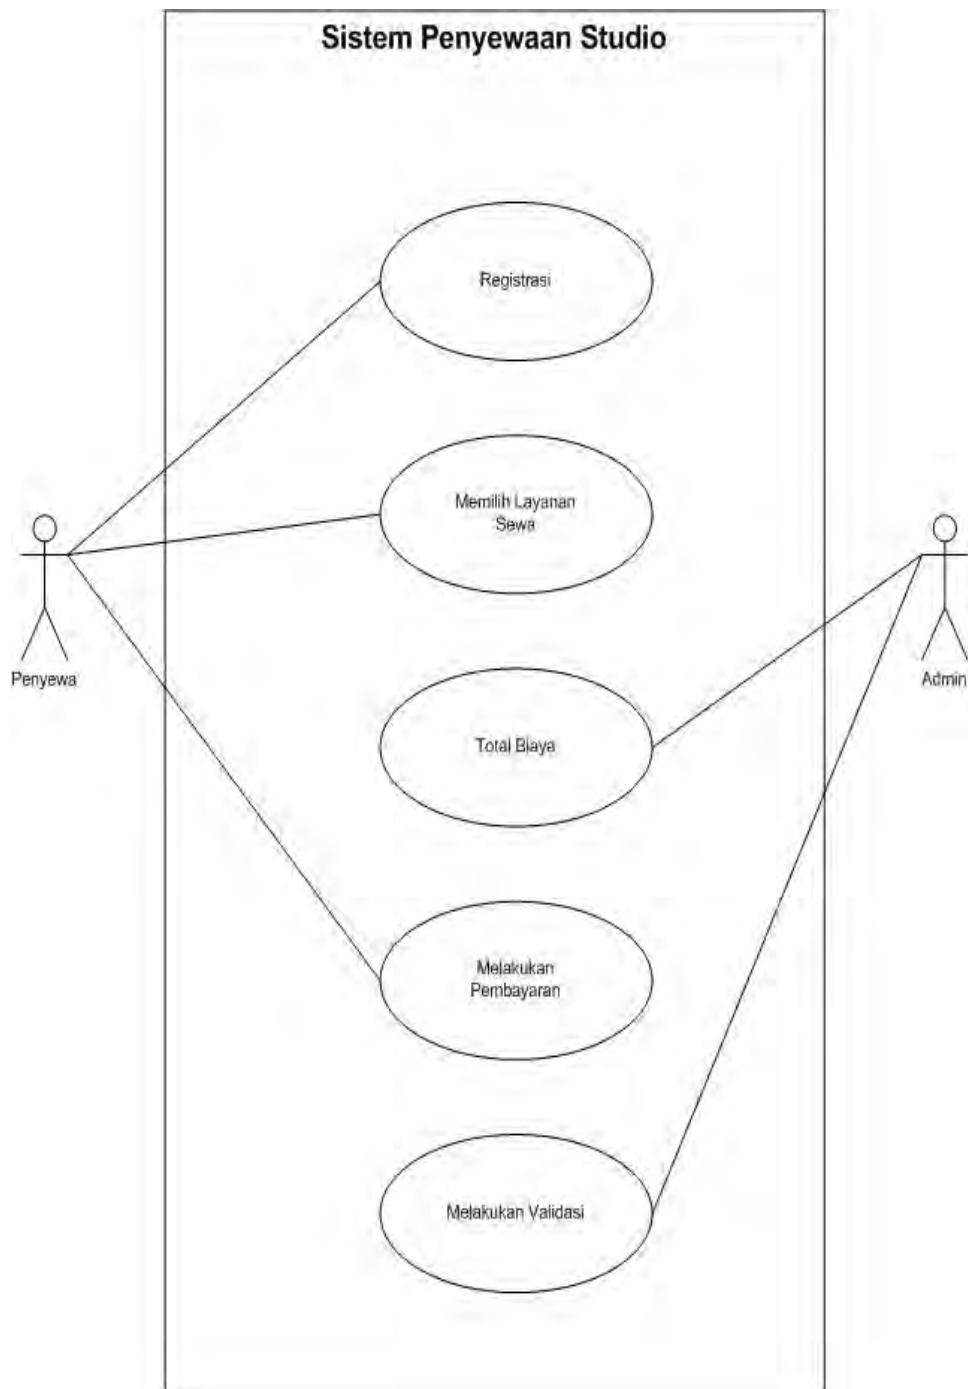 Sistem Penyewaan Studio
Registrasi
Memilih Layanan
Sewa
Penyewa
Admin
Total Biaya
Melakukan
Pembayaran
Melakukan Validasi